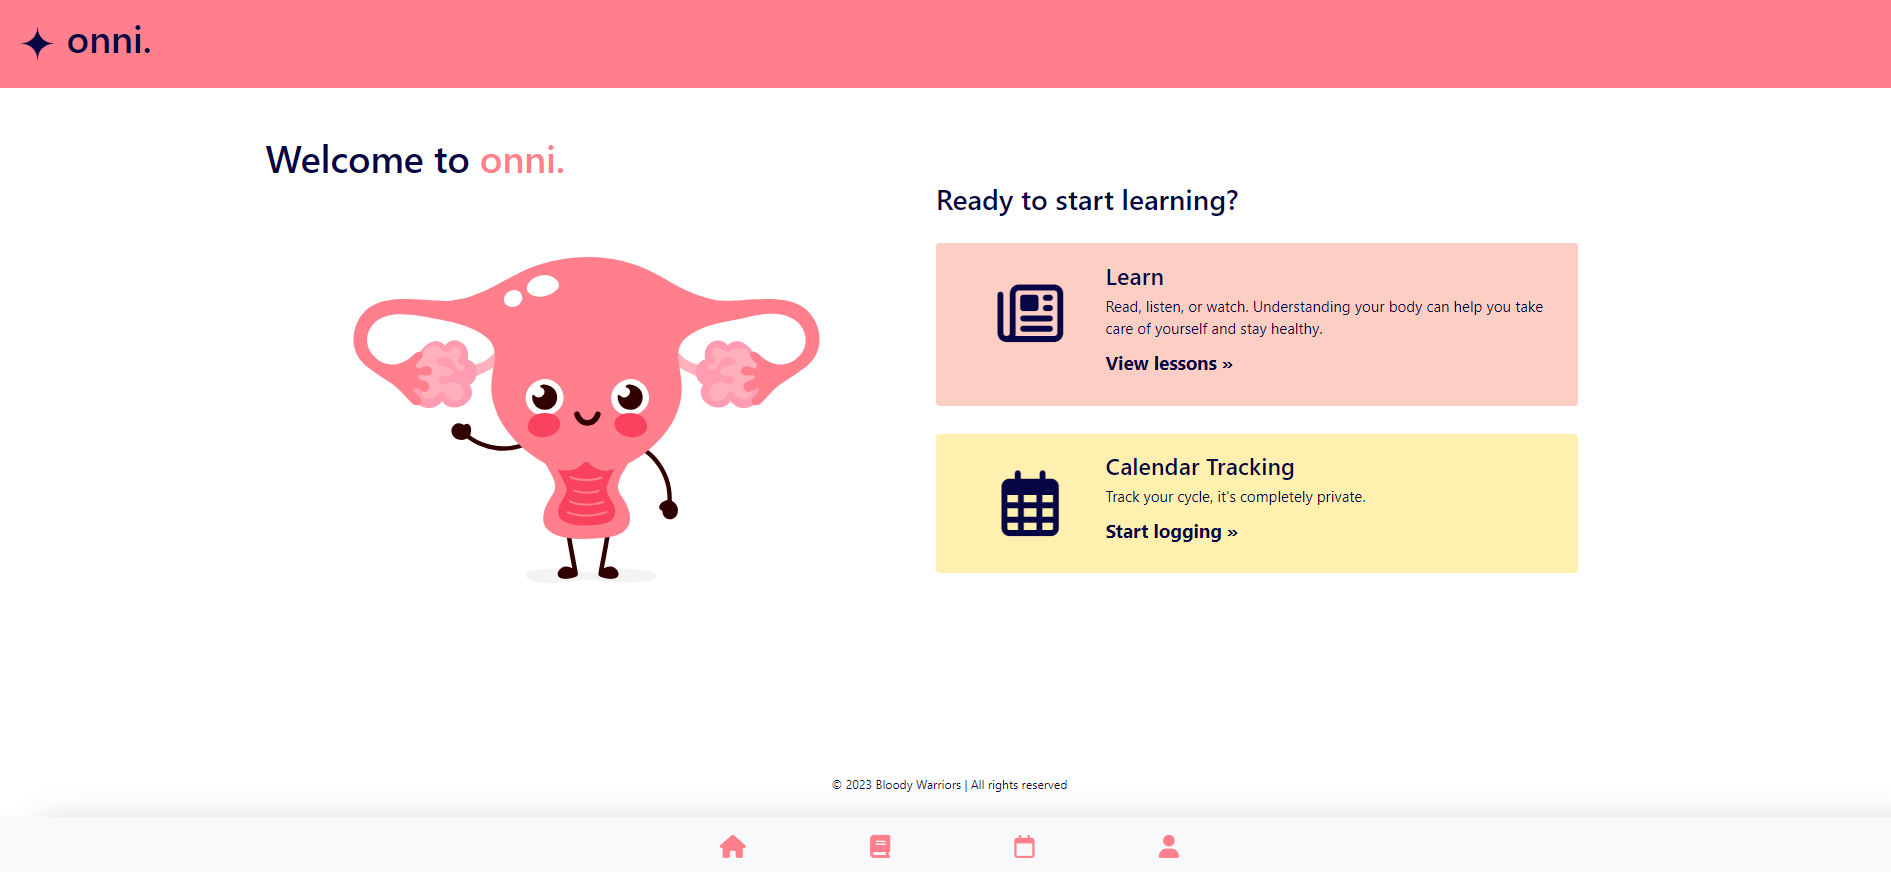 onni.
Welcome to onni.
Ready to start learning?
Learn
Read, listen, or watch. Understanding your body can help you take
care of yourself and stay healthy.
View lessons »
Calendar Tracking
Track your cycle, it's completely private.
Start logging »
© 2023 Bloody Warriors | All rights reserved